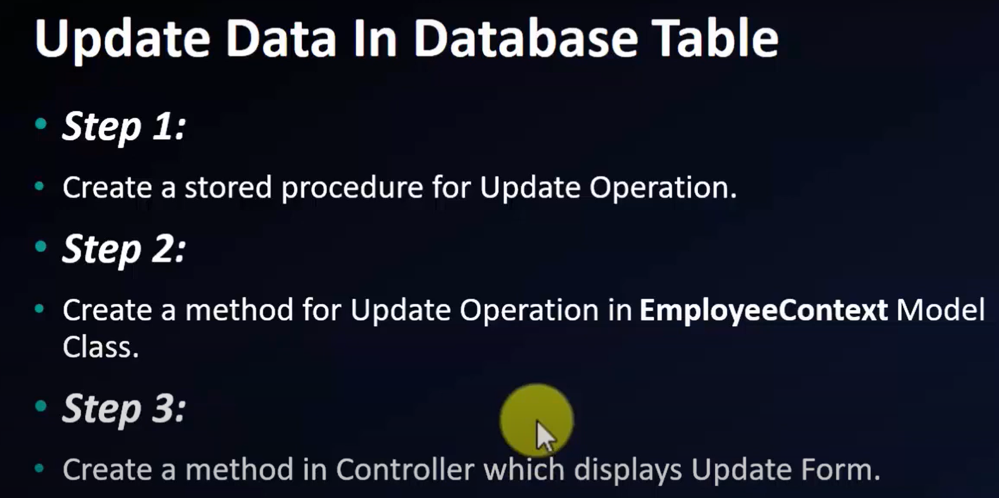 Update Data In Database Table
• Step 1:
• Create a stored procedure for Update Operation.
• Step 2:
• Create a method for Update Operation in EmployeeContext Model
Class.
• Step 3:
• Create a method in Controller which displays Update Form.